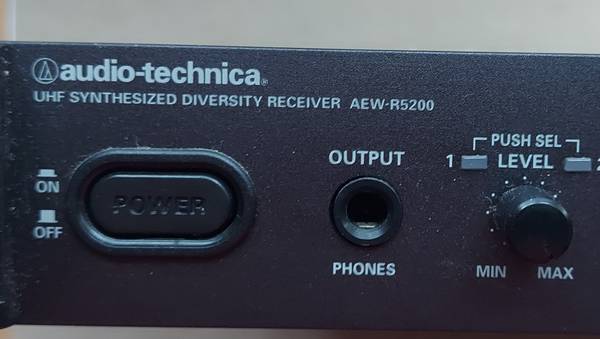 audio-technica®
UHF SYNTHESIZED DIVERSITY RECEIVER AEW-R5200
PUSH SEL
OUTPUT
1 LEVEL 2
ON
POWER
OFF
PHONES
MIN MAX